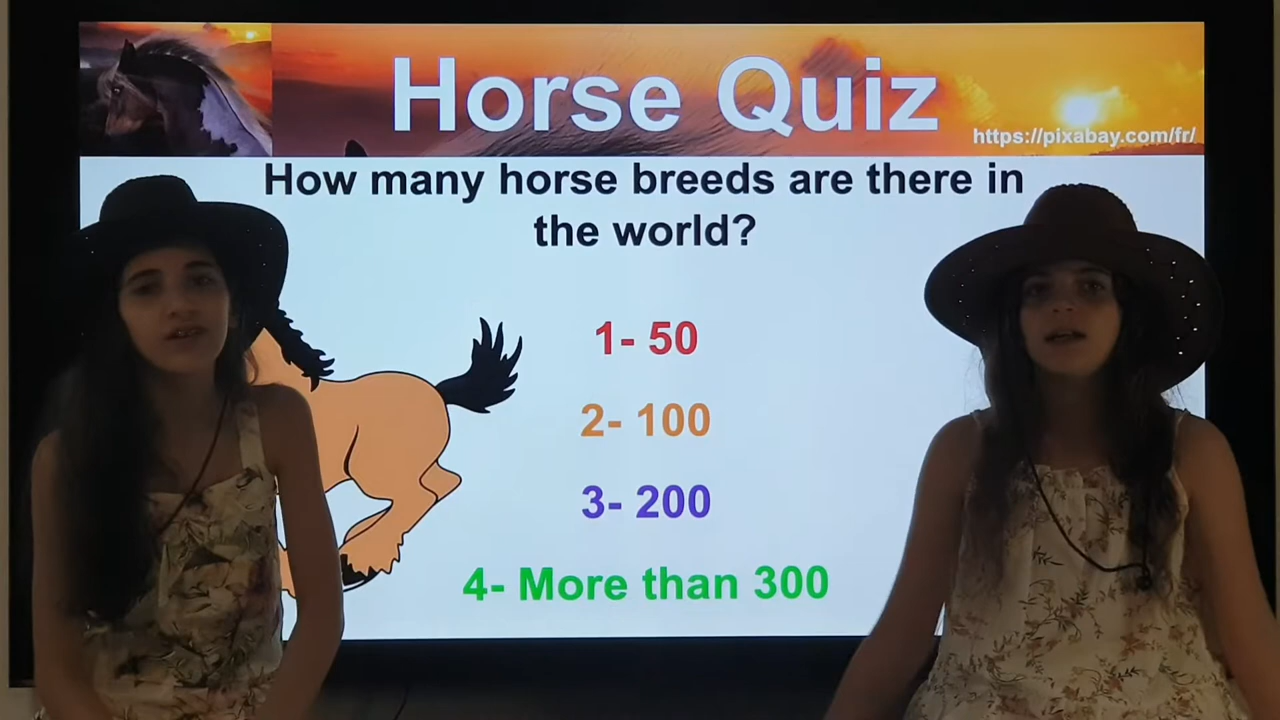 Horse Quiz
https://pixabay.com/fr/
How many horse breeds are there in
the world?
1- 50
2- 100
3- 200
4- More than 300